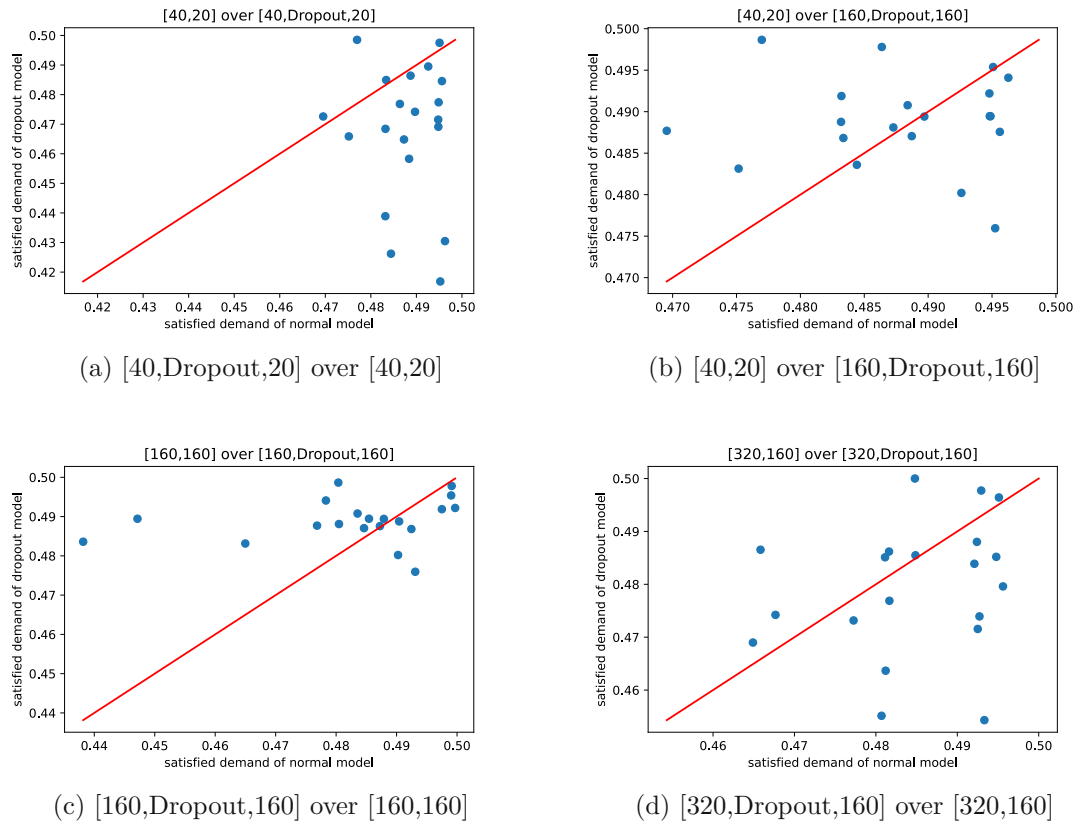 [40,20] over [40,Dropout,20]
satisfied demand of dropout model
0.50
0.49
0.48
0.47
0.46
0.45
0.44
0.43
0.42
0.42 0.43 0.44 0.45 0.46 0.47 0.48 0.49 0.50
satisfied demand of normal model
(a) [40,Dropout,20] over [40,20]
[40,20] over [160,Dropout,160]
satisfied demand of dropout model
0.500
0.495
0.490
0.485
0.480
0.475
0.470
0.470 0.475 0.480 0.485 0.490 0.495 0.500
satisfied demand of normal model
(b) [40,20] over [160,Dropout,160]
[160,160] over [160,Dropout,160]
satisfied demand of dropout model
0.50
0.49
0.48
0.47
0.46
0.45
0.44
0.44 0.45 0.46 0.47 0.48 0.49 0.50
satisfied demand of normal model
(c) [160,Dropout,160] over [160,160]
[320,160] over [320,Dropout,160]
satisfied demand of dropout model
0.50
0.49
0.48
0.47
0.46
0.46 0.47 0.48 0.49 0.50
satisfied demand of normal model
(d) [320,Dropout,160] over [320,160]